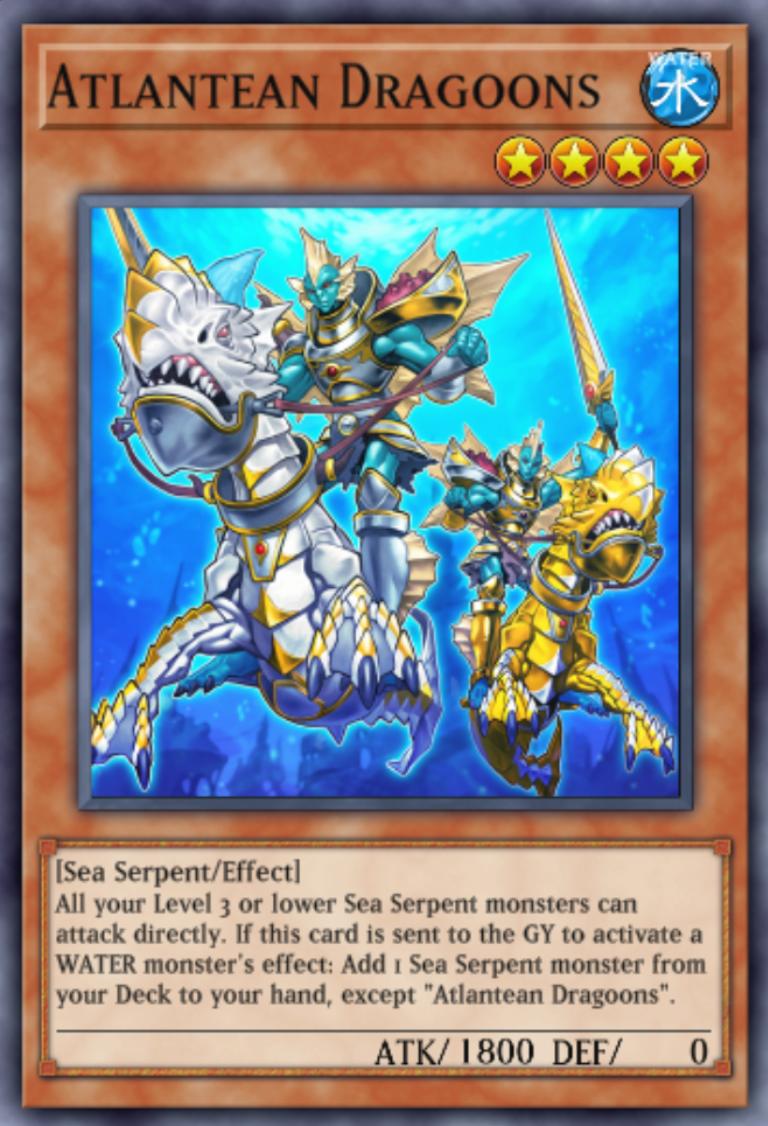 Atlantean Dragoons
WATER
水
[Sea Serpent/Effect]
All your Level 3 or lower Sea Serpent monsters can
attack directly. If this card is sent to the GY to activate a
WATER monster's effect: Add 1 Sea Serpent monster from
your Deck to your hand, except "Atlantean Dragoons".
ATK/ 1800 DEF/ 0